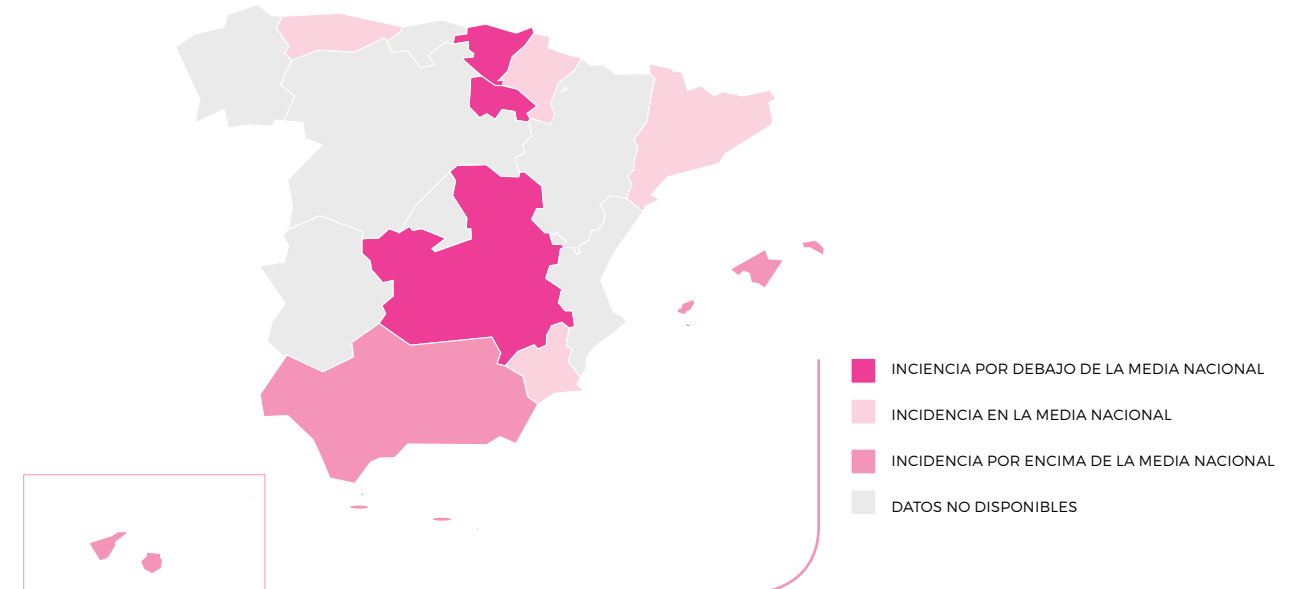 INCIENCIA POR DEBAJO DE LA MEDIA NACIONAL
INCIDENCIA EN LA MEDIA NACIONAL
INCIDENCIA POR ENCIMA DE LA MEDIA NACIONAL
DATOS NO DISPONIBLES